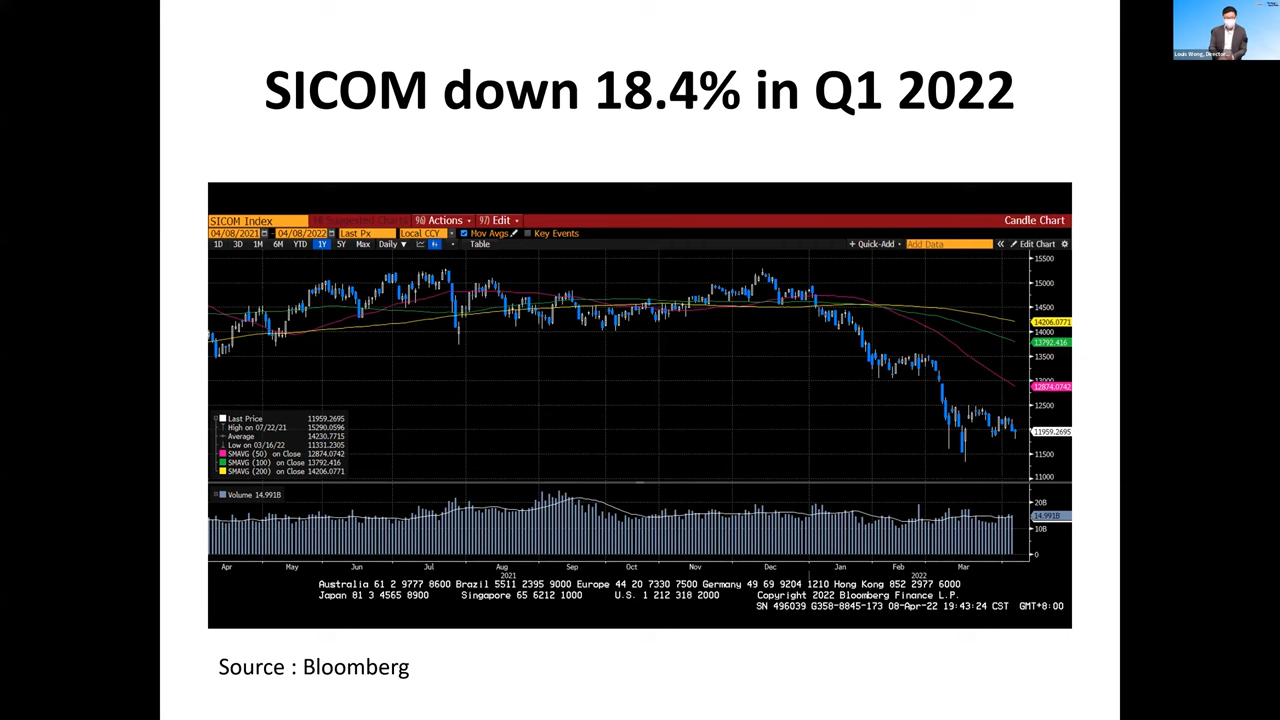 Louis Wong, Director...
SICOM down 18.4% in Q1 2022
SICOM Index
96) Actions
97) Edit
Candle Chart
04/08/2021 - 04/08/2022 Last Px Local CCY Mov Avgs Key Events
1D 3D 1M 6M YTD 1Y 5Y Max Daily Table + Quick-Add Add Data « Edit Chart
15500
15000
14500
14206.0771
14000
13792.416
13500
13000
12874.0742
12500
11959.2695
11500
11000
Last Price 11959.2695
High on 07/22/21 15290.0596
Average 14230.7715
Low on 03/16/22 11331.2305
SMAVG (50) on Close 12874.0742
SMAVG (100) on Close 13792.416
SMAVG (200) on Close 14206.0771
Volume 14.991B
20B
14.991B
10B
0
Apr May Jun Jul Aug Sep Oct Nov Dec Jan Feb Mar
2021 2022
Australia 61 2 9777 8600 Brazil 5511 2395 9000 Europe 44 20 7330 7500 Germany 49 69 9204 1210 Hong Kong 852 2977 6000
Japan 81 3 4565 8900 Singapore 65 6212 1000 U.S. 1 212 318 2000 Copyright 2022 Bloomberg Finance L.P.
SN 496039 G358-8845-173 08-Apr-22 19:43:24 CST GMT+8:00
Source : Bloomberg